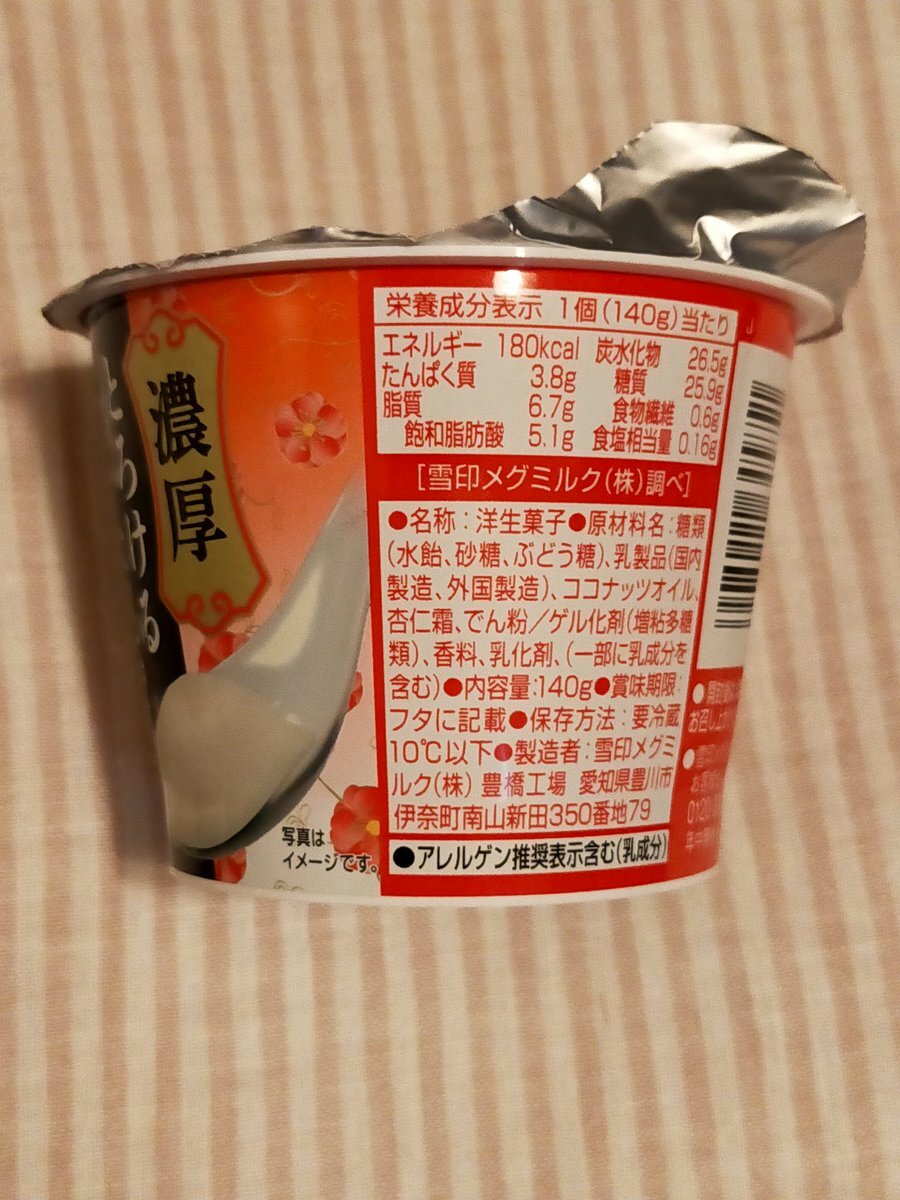 とろける
濃厚
写真は
イメージです。
栄養成分表示 1個(140g)当たり
エネルギー 180kcal 炭水化物 26.5g
たんぱく質 3.8g 糖質 25.9g
脂質 6.7g 食物繊維 0.6g
飽和脂肪酸 5.1g 食塩相当量 0.16g
[雪印メグミルク(株)調べ]
●名称:洋生菓子●原材料名:糖類
(水飴、砂糖、ぶどう糖)、乳製品(国内
製造、外国製造)、ココナッツオイル、
杏仁霜、でん粉/ゲル化剤(増粘多糖
類)、香料、乳化剤、(一部に乳成分を
含む)●内容量:140g●賞味期限:
フタに記載●保存方法:要冷蔵
10℃以下●製造者:雪印メグミ
ルク(株) 豊橋工場 愛知県豊川市
伊奈町南山新田350番地79
●アレルゲン推奨表示含む(乳成分)
J
お召し上
0120